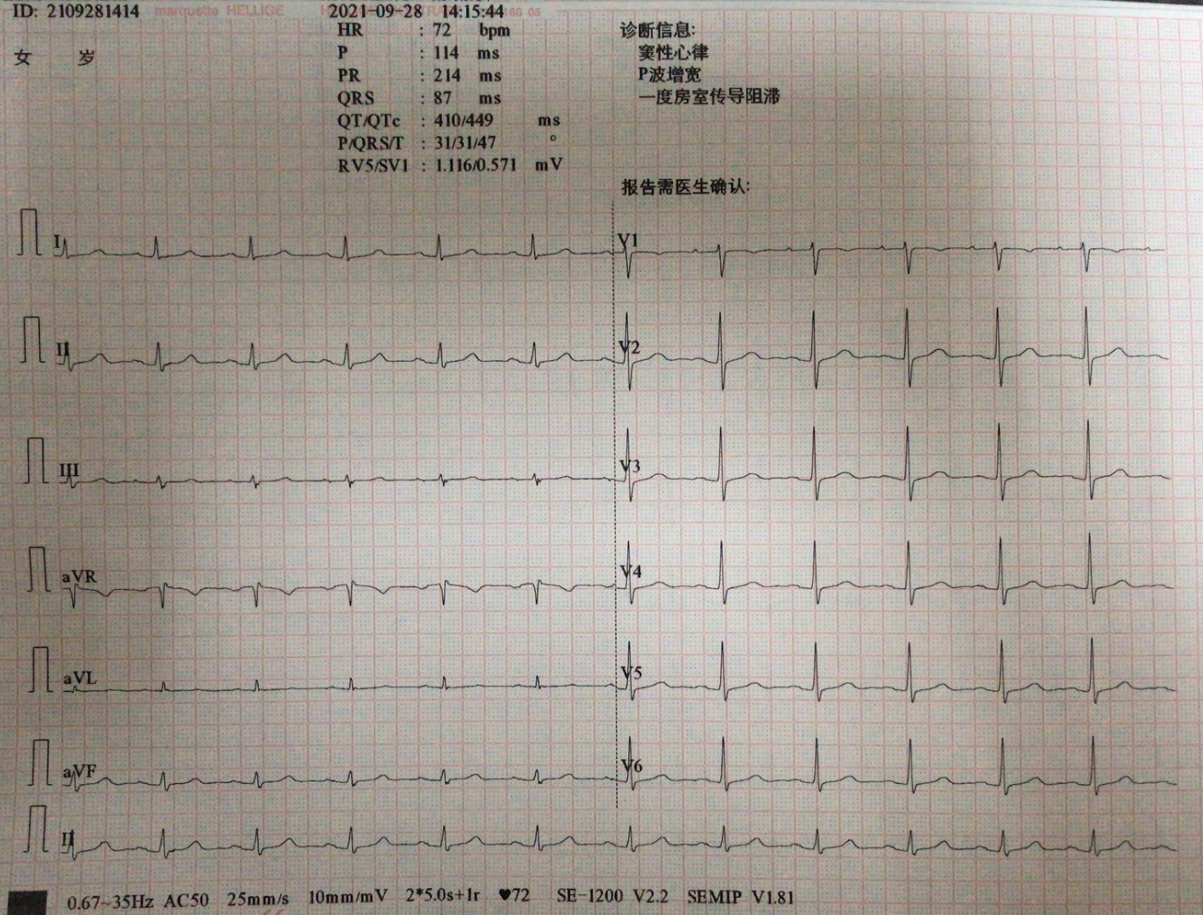 ID: 2109281414
marquette HELLIGE
2021-09-28 14:15:44
女 岁
HR : 72 bpm
P : 114 ms
PR : 214 ms
QRS : 87 ms
QT/QTc : 410/449 ms
P/QRS/T : 31/31/47 °
RV5/SV1 : 1.116/0.571 mV
诊断信息:
窦性心律
P波增宽
一度房室传导阻滞
报告需医生确认:
I
V1
II
V2
III
V3
aVR
V4
aVL
V5
aVF
V6
II
0.67~35Hz AC50 25mm/s 10mm/mV 2*5.0s+1r ♥72 SE-1200 V2.2 SEMIP V1.81